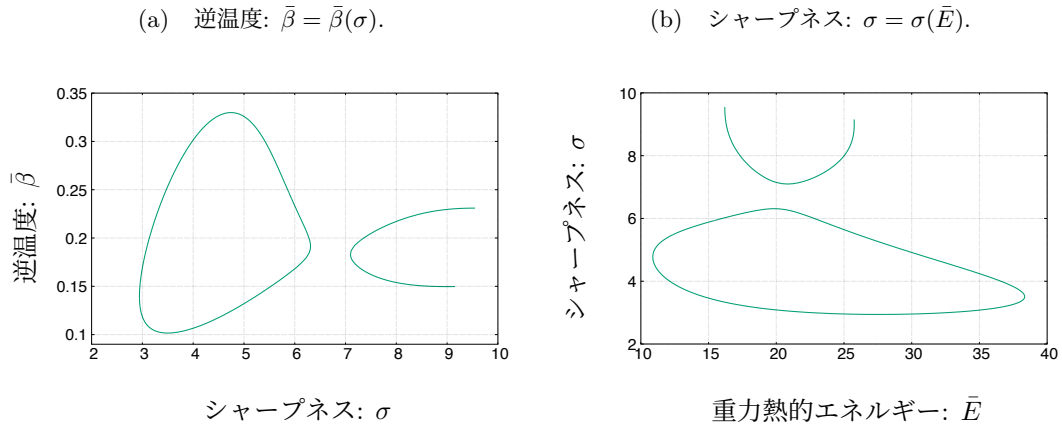 (a) 逆温度: β̄ = β̄(σ).
(b) シャープネス: σ = σ(Ē).
0.35
0.3
0.25
0.2
0.15
0.1
逆温度: β̄
2 3 4 5 6 7 8 9 10
シャープネス: σ
10
8
6
4
2
シャープネス: σ
10 15 20 25 30 35 40
重力熱的エネルギー: Ē